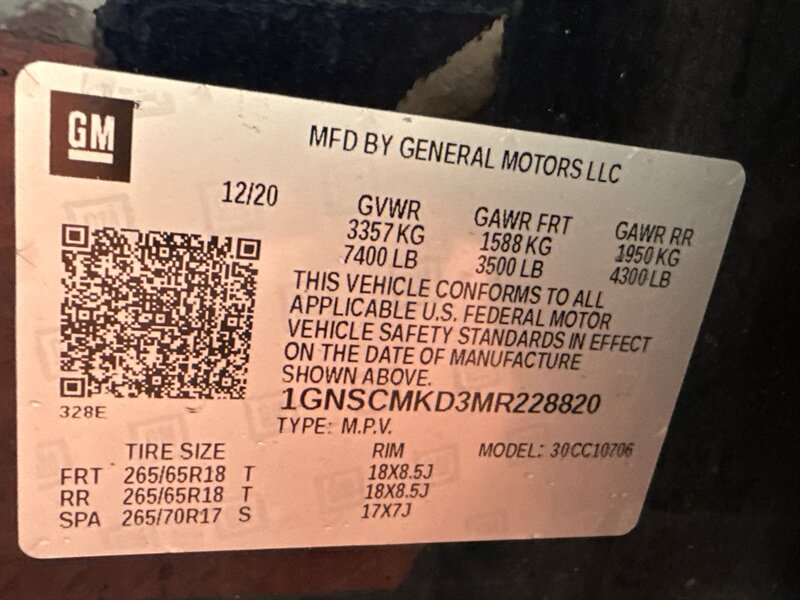 GM
MFD BY GENERAL MOTORS LLC
12/20
GVWR GAWR FRT GAWR RR
3357 KG 1588 KG 1950 KG
7400 LB 3500 LB 4300 LB
THIS VEHICLE CONFORMS TO ALL
APPLICABLE U.S. FEDERAL MOTOR
VEHICLE SAFETY STANDARDS IN EFFECT
ON THE DATE OF MANUFACTURE
SHOWN ABOVE.
328E
1GNSCMKD3MR228820
TYPE: M.P.V.
TIRE SIZE RIM MODEL: 30CC10706
FRT 265/65R18 T 18X8.5J
RR 265/65R18 T 18X8.5J
SPA 265/70R17 S 17X7J